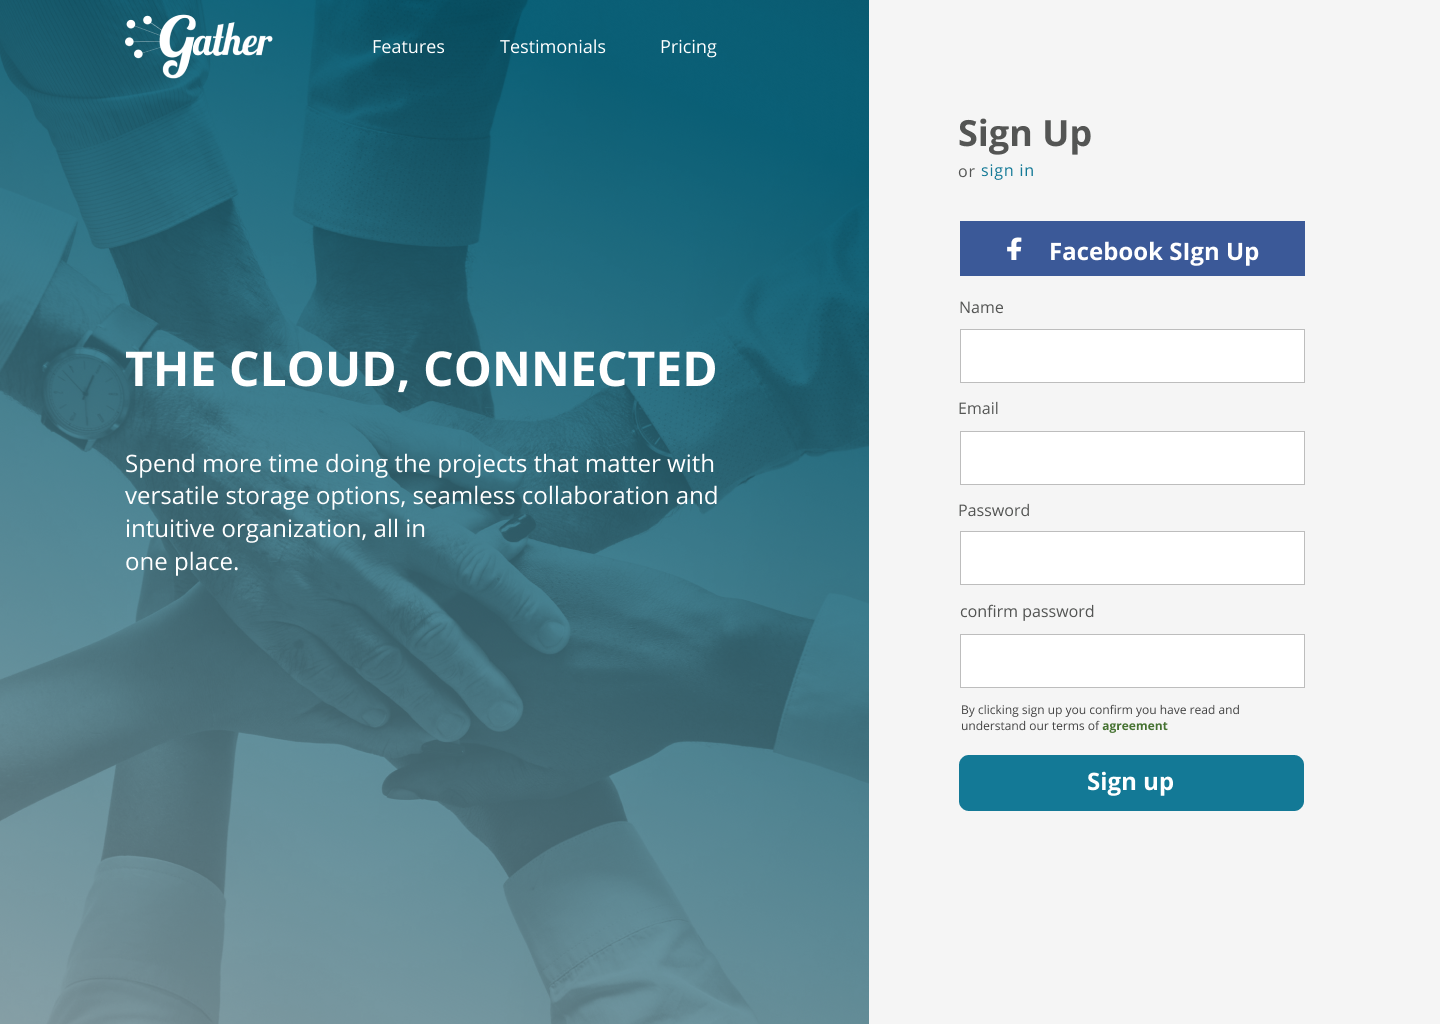 Gather
Features Testimonials Pricing
THE CLOUD, CONNECTED
Spend more time doing the projects that matter with
versatile storage options, seamless collaboration and
intuitive organization, all in
one place.
Sign Up
or sign in
Facebook SIgn Up
Name
Email
Password
confirm password
By clicking sign up you confirm you have read and
understand our terms of agreement
Sign up